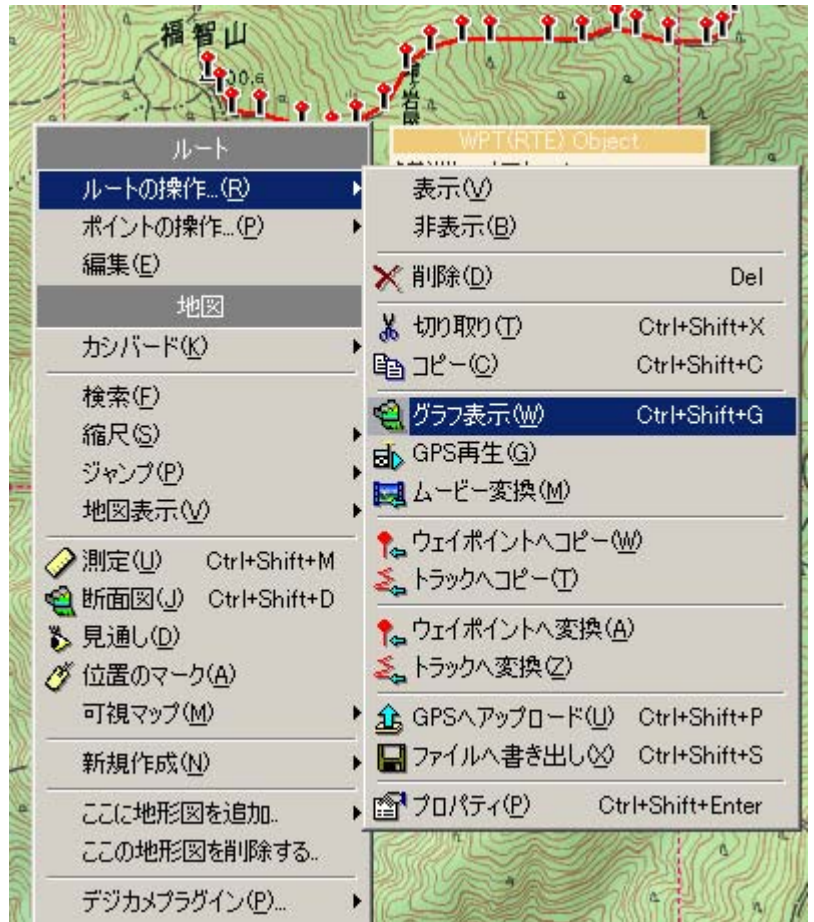 福智山
00.6
岩屋
WPT(RTE) Object
ルート
ルートの操作...(R)
ポイントの操作...(P)
編集(E)
地図
カシバード(K)
検索(F)
縮尺(S)
ジャンプ(P)
地図表示(V)
測定(U) Ctrl+Shift+M
断面図(J) Ctrl+Shift+D
見通し(D)
位置のマーク(A)
可視マップ(M)
新規作成(N)
ここに地形図を追加..
ここの地形図を削除する..
デジカメプラグイン(P)...
表示(V)
非表示(B)
削除(D) Del
切り取り(T) Ctrl+Shift+X
コピー(C) Ctrl+Shift+C
グラフ表示(W) Ctrl+Shift+G
GPS再生(G)
ムービー変換(M)
ウェイポイントへコピー(W)
トラックへコピー(T)
ウェイポイントへ変換(A)
トラックへ変換(Z)
GPSへアップロード(U) Ctrl+Shift+P
ファイルへ書き出し(X) Ctrl+Shift+S
プロパティ(P) Ctrl+Shift+Enter